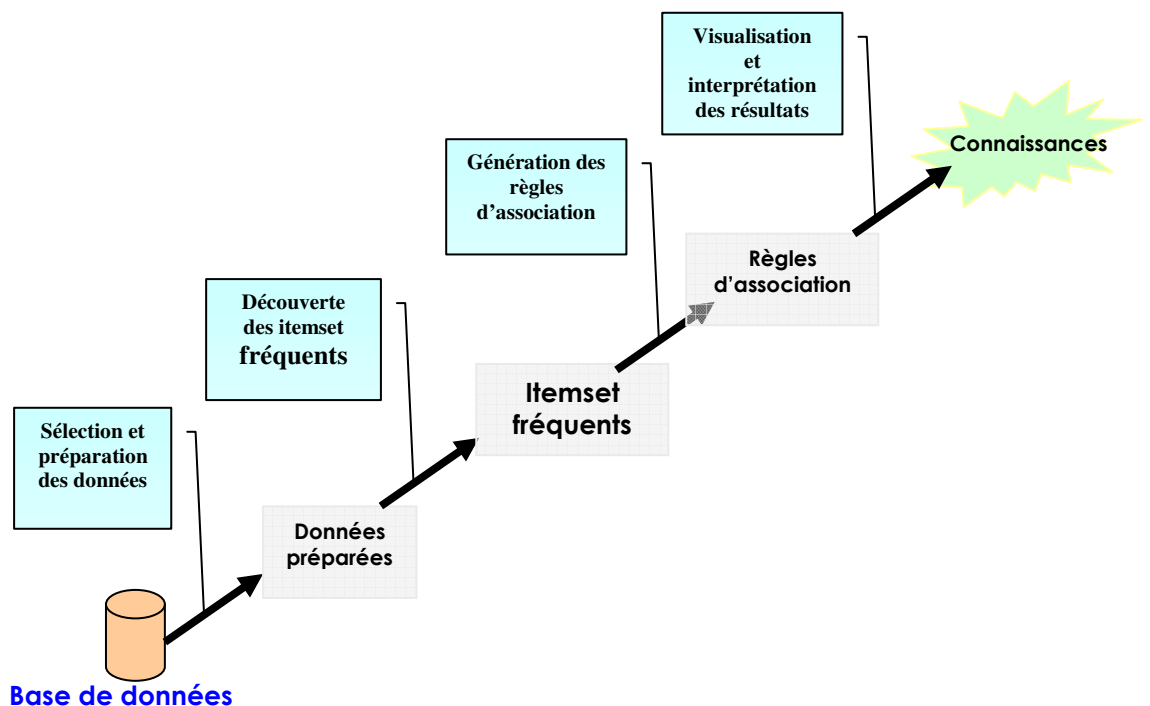 Visualisation
et
interprétation
des résultats
Connaissances
Génération des
règles
d'association
Règles
d'association
Découverte
des itemset
fréquents
Itemset
fréquents
Sélection et
préparation
des données
Données
préparées
Base de données